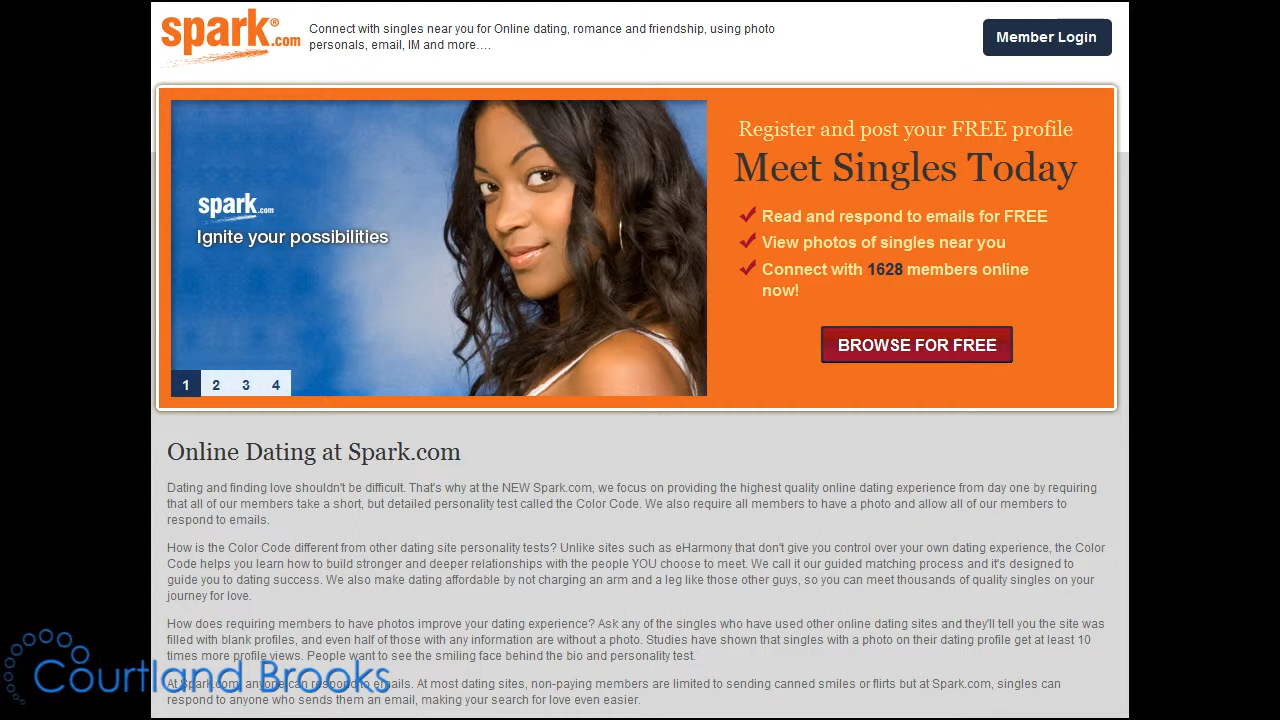 spark®.com
Connect with singles near you for Online dating, romance and friendship, using photo
personals, email, IM and more....
Member Login
spark.com
Ignite your possibilities
1 2 3 4
Register and post your FREE profile
Meet Singles Today
Read and respond to emails for FREE
View photos of singles near you
Connect with 1628 members online
now!
BROWSE FOR FREE
Online Dating at Spark.com
Dating and finding love shouldn't be difficult. That's why at the NEW Spark.com, we focus on providing the highest quality online dating experience from day one by requiring
that all of our members take a short, but detailed personality test called the Color Code. We also require all members to have a photo and allow all of our members to
respond to emails.
How is the Color Code different from other dating site personality tests? Unlike sites such as eHarmony that don't give you control over your own dating experience, the Color
Code helps you learn how to build stronger and deeper relationships with the people YOU choose to meet. We call it our guided matching process and it's designed to
guide you to dating success. We also make dating affordable by not charging an arm and a leg like those other guys, so you can meet thousands of quality singles on your
journey for love.
How does requiring members to have photos improve your dating experience? Ask any of the singles who have used other online dating sites and they'll tell you the site was
filled with blank profiles, and even half of those with any information are without a photo. Studies have shown that singles with a photo on their dating profile get at least 10
times more profile views. People want to see the smiling face behind the bio and personality test.
At Spark.com, anyone can respond to emails. At most dating sites, non-paying members are limited to sending canned smiles or flirts but at Spark.com, singles can
respond to anyone who sends them an email, making your search for love even easier.
Courtland Brooks